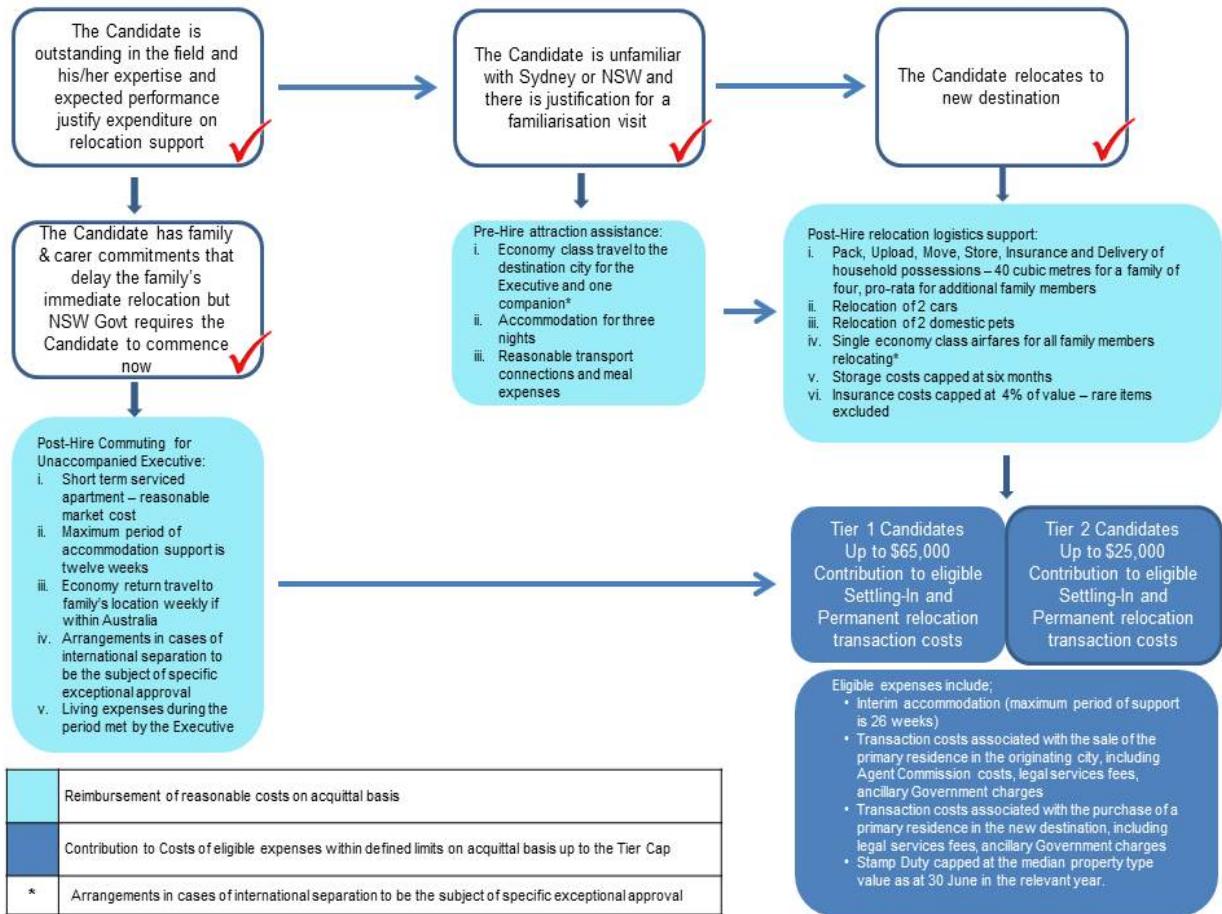 The Candidate is
outstanding in the field and
his/her expertise and
expected performance
justify expenditure on
relocation support
The Candidate is unfamiliar
with Sydney or NSW and
there is justification for a
familiarisation visit
The Candidate relocates to
new destination
The Candidate has family
& carer commitments that
delay the family's
immediate relocation but
NSW Govt requires the
Candidate to commence
now
Pre-Hire attraction assistance:
i. Economy class travel to the
destination city for the
Executive and one
companion*
ii. Accommodation for three
nights
iii. Reasonable transport
connections and meal
expenses
Post-Hire relocation logistics support:
i. Pack, Upload, Move, Store, Insurance and Delivery of
household possessions – 40 cubic metres for a family of
four, pro-rata for additional family members
ii. Relocation of 2 cars
iii. Relocation of 2 domestic pets
iv. Single economy class airfares for all family members
relocating*
v. Storage costs capped at six months
vi. Insurance costs capped at 4% of value – rare items
excluded
Post-Hire Commuting for
Unaccompanied Executive:
i. Short term serviced
apartment – reasonable
market cost
ii. Maximum period of
accommodation support is
twelve weeks
iii. Economy return travel to
family's location weekly if
within Australia
iv. Arrangements in cases of
international separation to
be the subject of specific
exceptional approval
v. Living expenses during the
period met by the Executive
Tier 1 Candidates
Up to $65,000
Contribution to eligible
Settling-In and
Permanent relocation
transaction costs
Tier 2 Candidates
Up to $25,000
Contribution to eligible
Settling-In and
Permanent relocation
transaction costs
Eligible expenses include;
• Interim accommodation (maximum period of support
is 26 weeks)
• Transaction costs associated with the sale of the
primary residence in the originating city, including
Agent Commission costs, legal services fees,
ancillary Government charges
• Transaction costs associated with the purchase of a
primary residence in the new destination, including
legal services fees, ancillary Government charges
• Stamp Duty capped at the median property type
value as at 30 June in the relevant year.
Reimbursement of reasonable costs on acquittal basis
Contribution to Costs of eligible expenses within defined limits on acquittal basis up to the Tier Cap
* Arrangements in cases of international separation to be the subject of specific exceptional approval